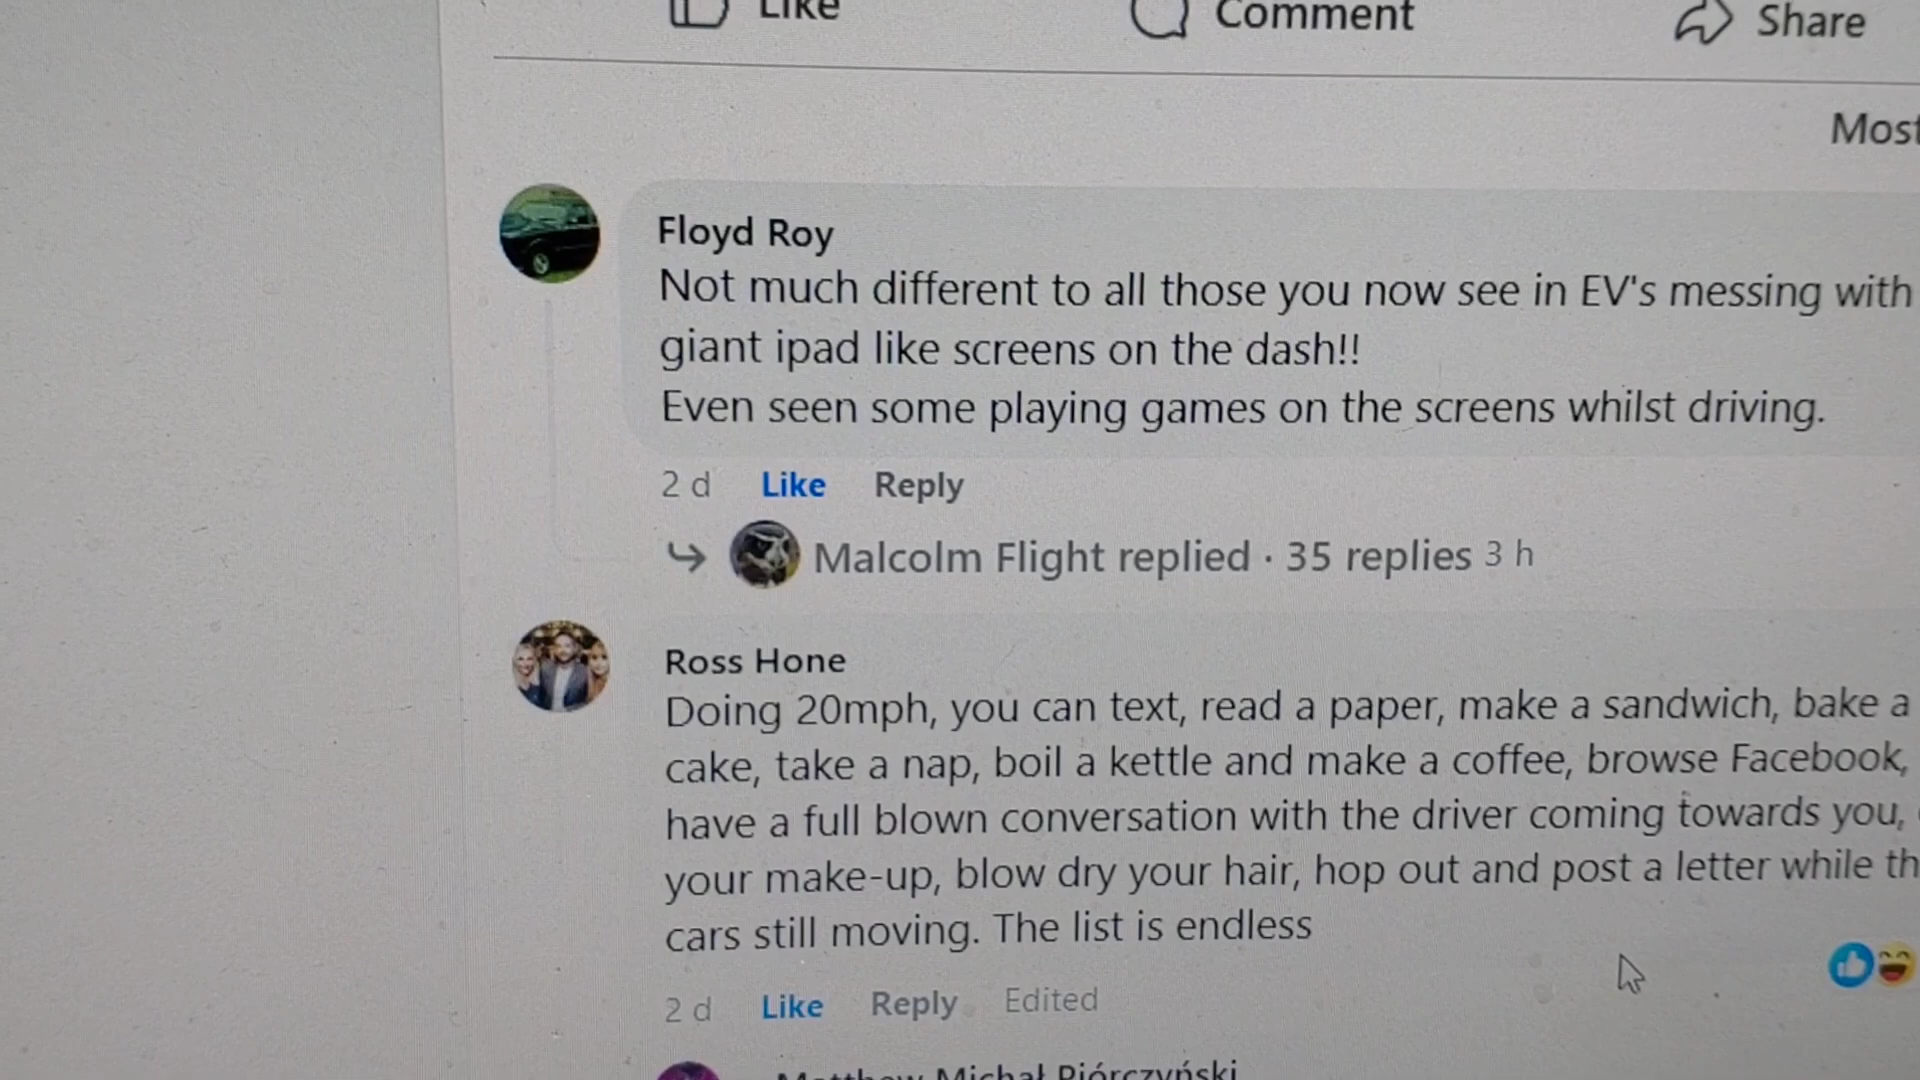 Like Comment Share
Most
Floyd Roy
Not much different to all those you now see in EV's messing with
giant ipad like screens on the dash!!
Even seen some playing games on the screens whilst driving.
2 d Like Reply
Malcolm Flight replied · 35 replies 3 h
Ross Hone
Doing 20mph, you can text, read a paper, make a sandwich, bake a
cake, take a nap, boil a kettle and make a coffee, browse Facebook,
have a full blown conversation with the driver coming towards you,
your make-up, blow dry your hair, hop out and post a letter while th
cars still moving. The list is endless
2 d Like Reply Edited
Matthew Michał Piórczyński